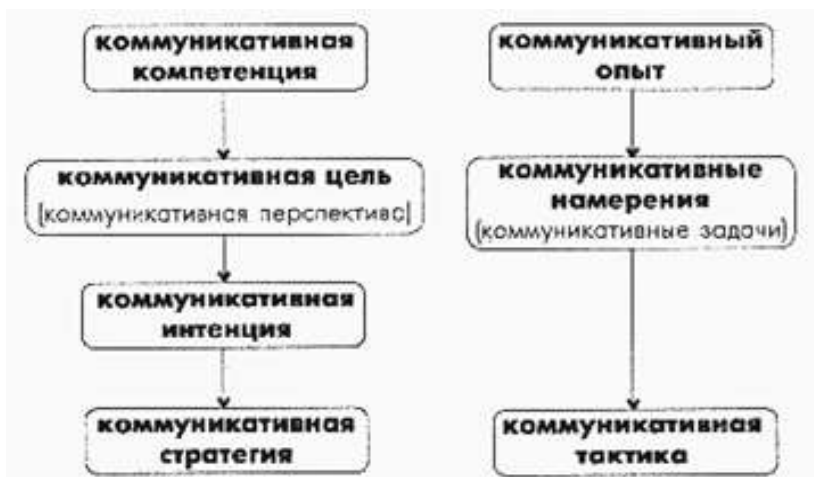 коммуникативная
компетенция
коммуникативная цель
(коммуникативная перспектива)
коммуникативная
интенция
коммуникативная
стратегия
коммуникативный
опыт
коммуникативные
намерения
(коммуникативные задачи)
коммуникативная
тактика